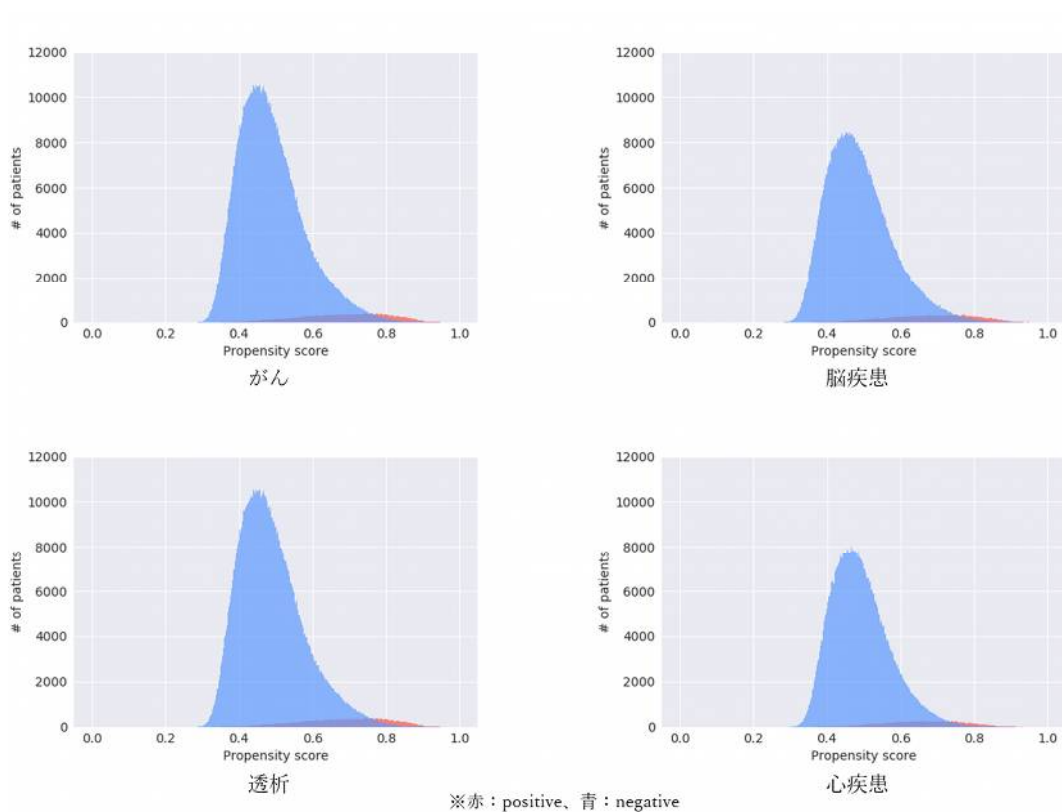 12000
10000
8000
6000
4000
2000
0
# of patients
0.0 0.2 0.4 0.6 0.8 1.0
Propensity score
がん
12000
10000
8000
6000
4000
2000
0
# of patients
0.0 0.2 0.4 0.6 0.8 1.0
Propensity score
脳疾患
12000
10000
8000
6000
4000
2000
0
# of patients
0.0 0.2 0.4 0.6 0.8 1.0
Propensity score
透析
12000
10000
8000
6000
4000
2000
0
# of patients
0.0 0.2 0.4 0.6 0.8 1.0
Propensity score
心疾患
※赤：positive、青：negative